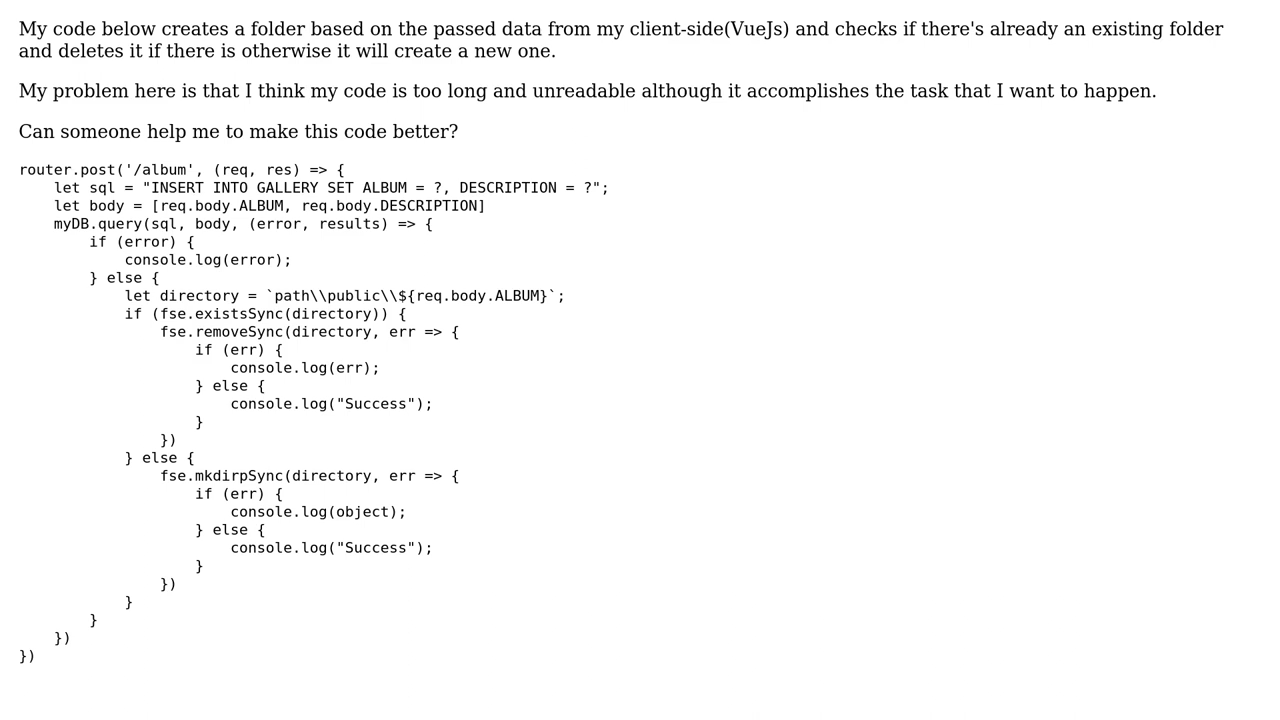 My code below creates a folder based on the passed data from my client-side(VueJs) and checks if there's already an existing folder
and deletes it if there is otherwise it will create a new one.
My problem here is that I think my code is too long and unreadable although it accomplishes the task that I want to happen.
Can someone help me to make this code better?
router.post('/album', (req, res) => {
    let sql = "INSERT INTO GALLERY SET ALBUM = ?, DESCRIPTION = ?";
    let body = [req.body.ALBUM, req.body.DESCRIPTION]
    myDB.query(sql, body, (error, results) => {
        if (error) {
            console.log(error);
        } else {
            let directory = `path\\public\\${req.body.ALBUM}`;
            if (fse.existsSync(directory)) {
                fse.removeSync(directory, err => {
                    if (err) {
                        console.log(err);
                    } else {
                        console.log("Success");
                    }
                })
            } else {
                fse.mkdirpSync(directory, err => {
                    if (err) {
                        console.log(object);
                    } else {
                        console.log("Success");
                    }
                })
            }
        }
    })
})